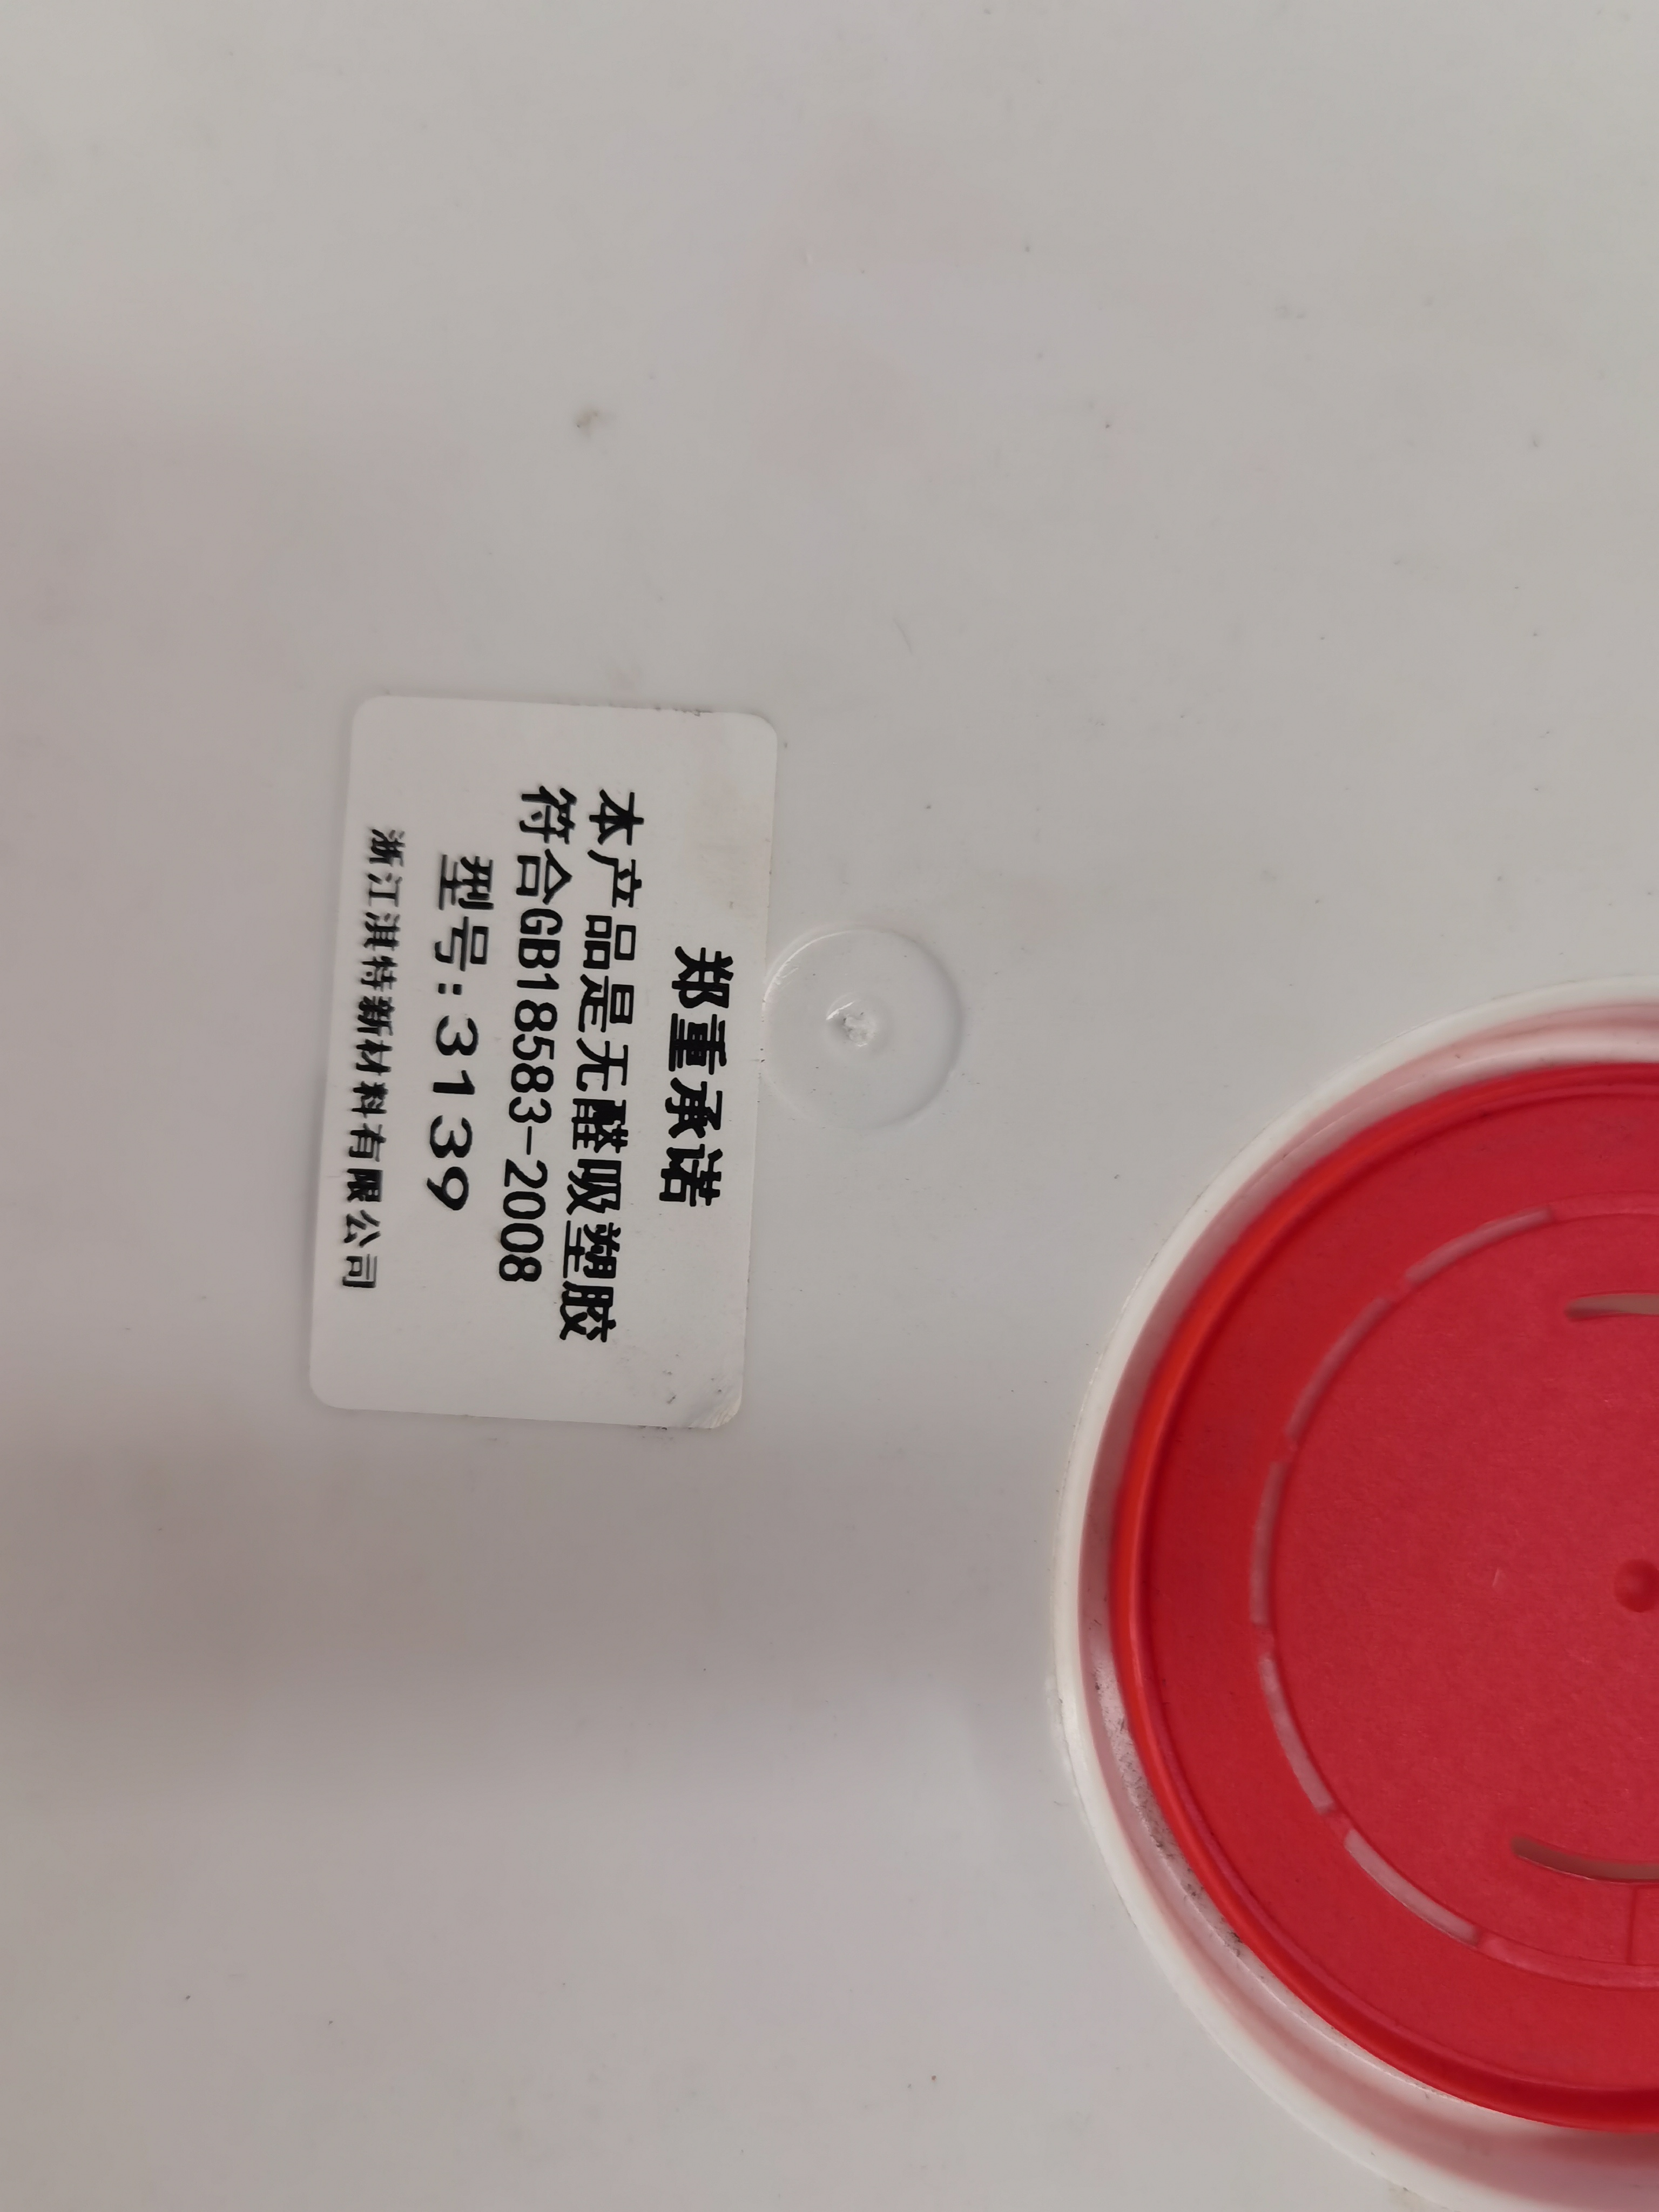 郑重承诺
本产品是无醛吸塑胶
符合GB18583-2008
型号:3139
浙江淇特新材料有限公司